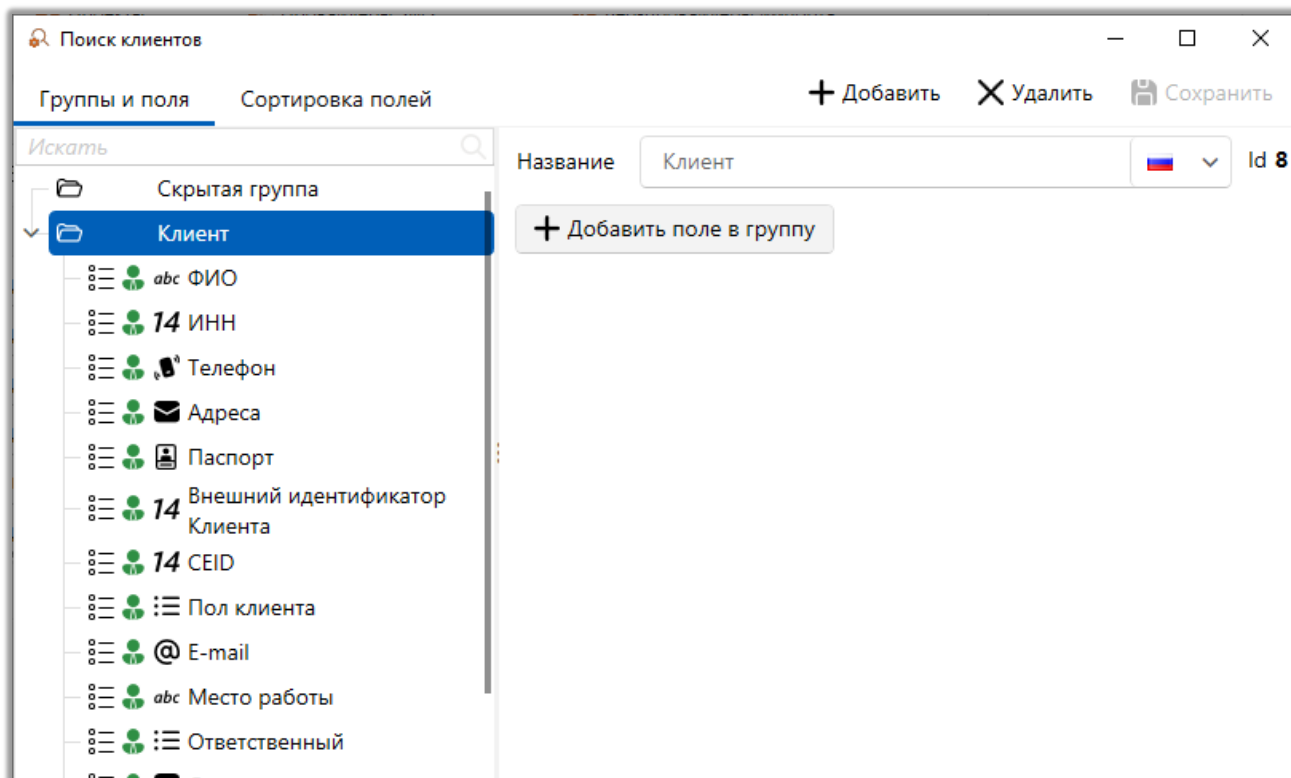 Поиск клиентов
Группы и поля
Сортировка полей
Добавить
Удалить
Сохранить
Искать
Название
Клиент
Id 8
Скрытая группа
Клиент
Добавить поле в группу
abc ФИО
14 ИНН
Телефон
Адреса
Паспорт
14 Внешний идентификатор
Клиента
14 CEID
Пол клиента
@ E-mail
abc Место работы
Ответственный